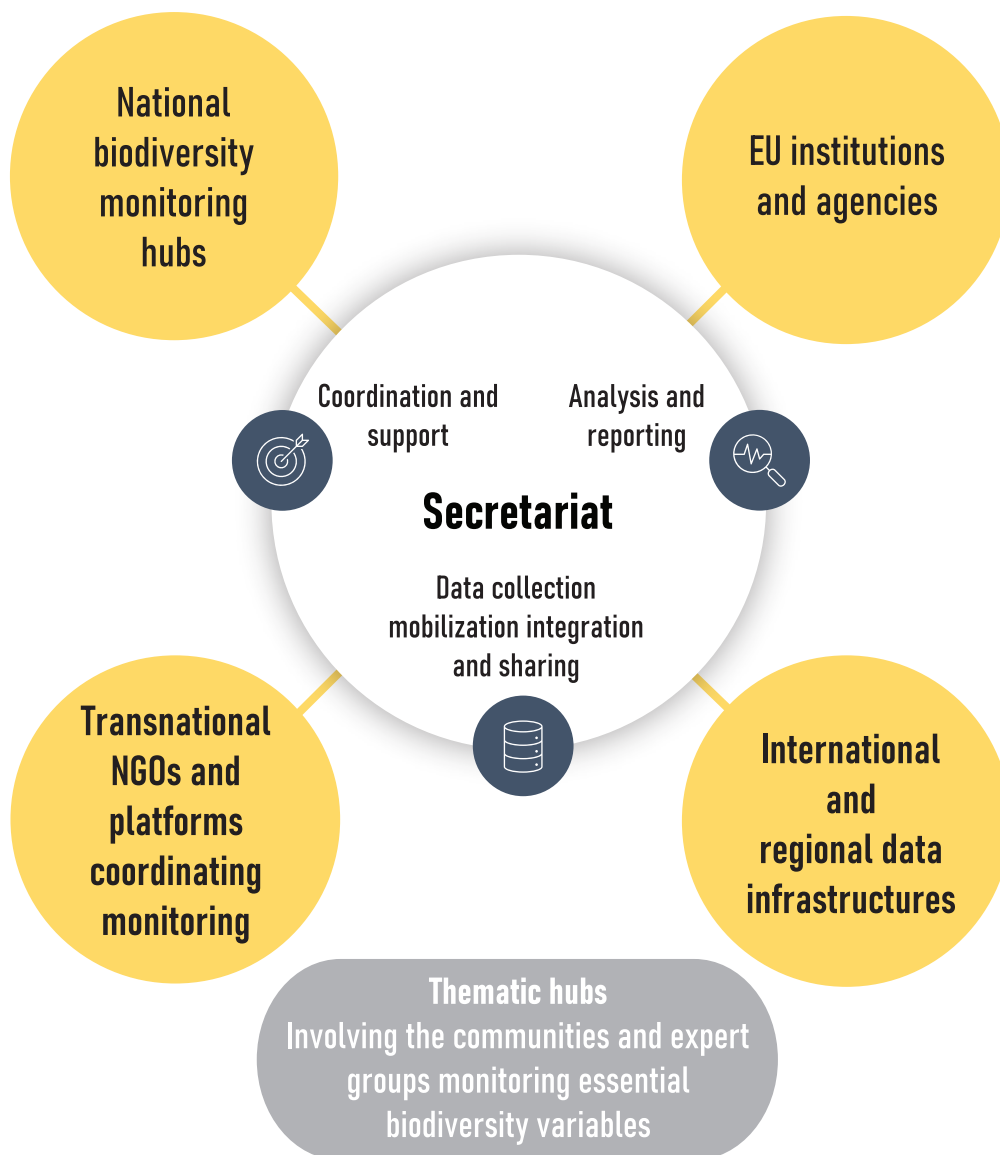 National
biodiversity
monitoring
hubs
EU institutions
and agencies
Coordination and
support
Analysis and
reporting
Secretariat
Data collection
mobilization integration
and sharing
Transnational
NGOs and
platforms
coordinating
monitoring
International
and
regional data
infrastructures
Thematic hubs
Involving the communities and expert
groups monitoring essential
biodiversity variables